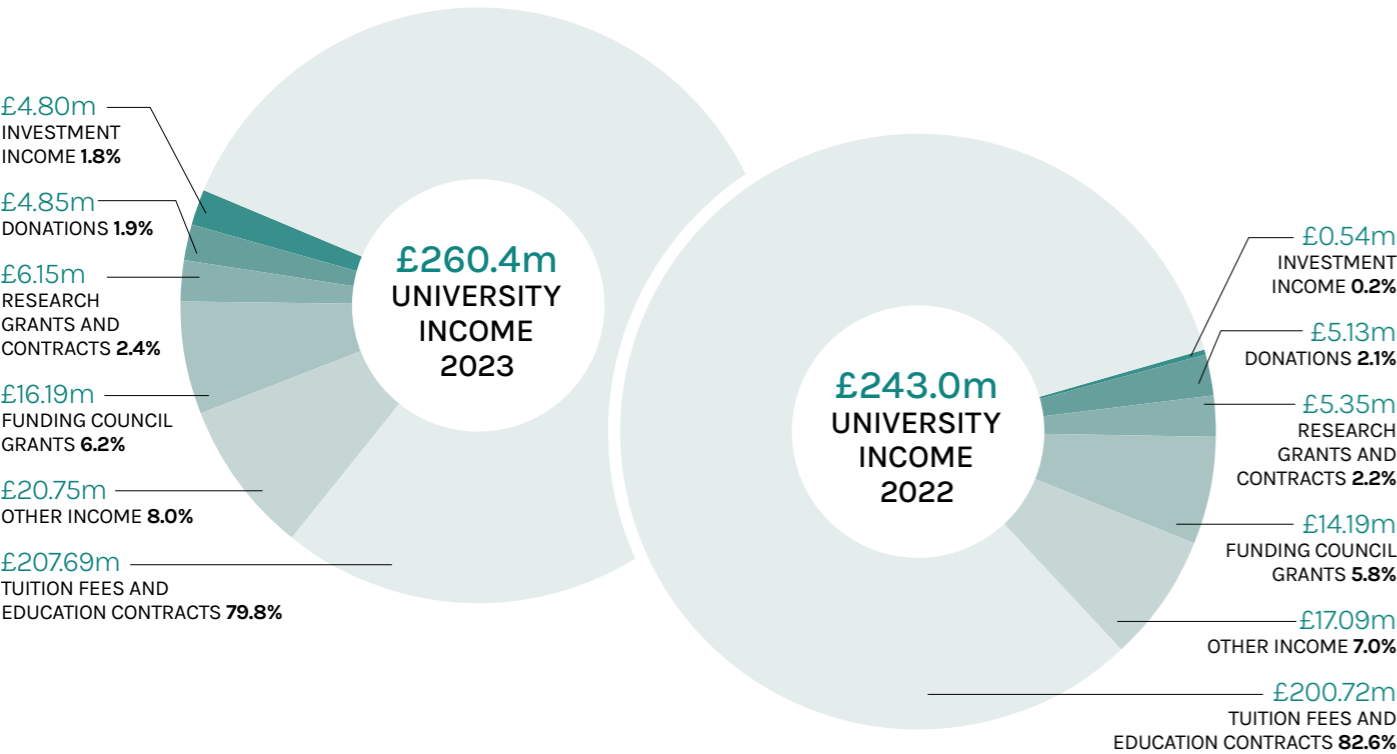 £4.80m
INVESTMENT
INCOME 1.8%
£4.85m
DONATIONS 1.9%
£6.15m
RESEARCH
GRANTS AND
CONTRACTS 2.4%
£16.19m
FUNDING COUNCIL
GRANTS 6.2%
£20.75m
OTHER INCOME 8.0%
£207.69m
TUITION FEES AND
EDUCATION CONTRACTS 79.8%
£260.4m
UNIVERSITY
INCOME
2023
£243.0m
UNIVERSITY
INCOME
2022
£0.54m
INVESTMENT
INCOME 0.2%
£5.13m
DONATIONS 2.1%
£5.35m
RESEARCH
GRANTS AND
CONTRACTS 2.2%
£14.19m
FUNDING COUNCIL
GRANTS 5.8%
£17.09m
OTHER INCOME 7.0%
£200.72m
TUITION FEES AND
EDUCATION CONTRACTS 82.6%